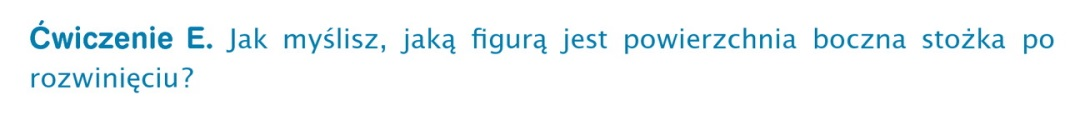 Ćwiczenie E. Jak myślisz, jaką figurą jest powierzchnia boczna stożka po
rozwinięciu?